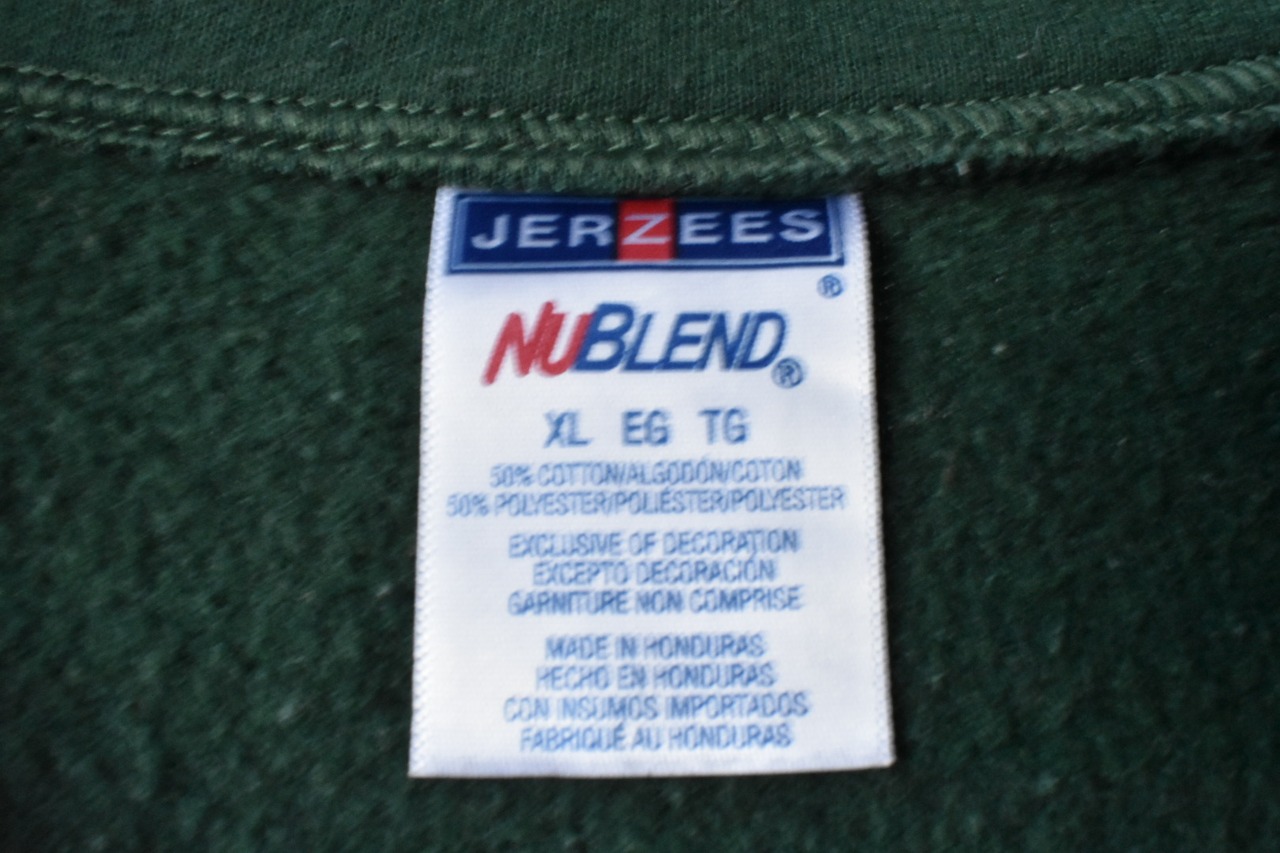 JERZEES
®
NUBLEND®
XL EG TG
50% COTTON/ALGODÓN/COTON
50% POLYESTER/POLIÉSTER/POLYESTER
EXCLUSIVE OF DECORATION
EXCEPTO DECORACIÓN
GARNITURE NON COMPRISE
MADE IN HONDURAS
HECHO EN HONDURAS
CON INSUMOS IMPORTADOS
FABRIQUÉ AU HONDURAS